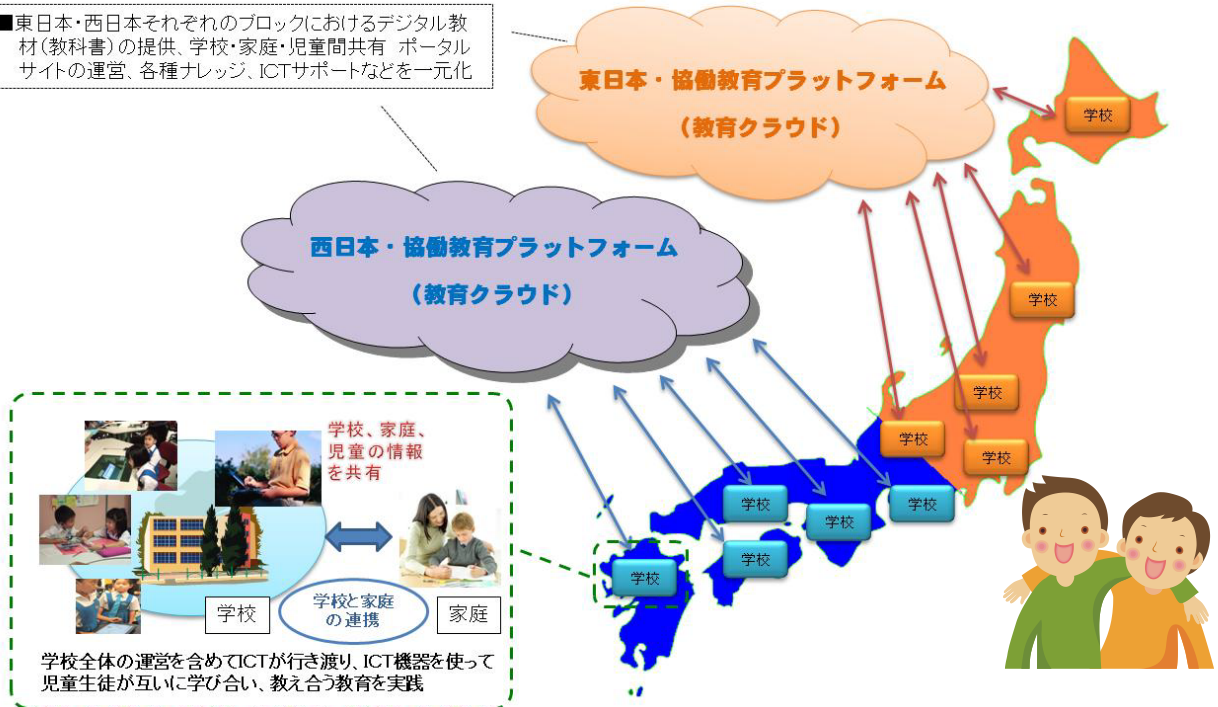 ■東日本・西日本それぞれのブロックにおけるデジタル教
材(教科書)の提供、学校・家庭・児童間共有 ポータル
サイトの運営、各種ナレッジ、ICTサポートなどを一元化
東日本・協働教育プラットフォーム
(教育クラウド)
学校
西日本・協働教育プラットフォーム
(教育クラウド)
学校
学校
学校
学校
学校
学校
学校
学校
学校
学校、家庭、
児童の情報
を共有
学校
学校と家庭
の連携
家庭
学校全体の運営を含めてICTが行き渡り、ICT機器を使って
児童生徒が互いに学び合い、教え合う教育を実践